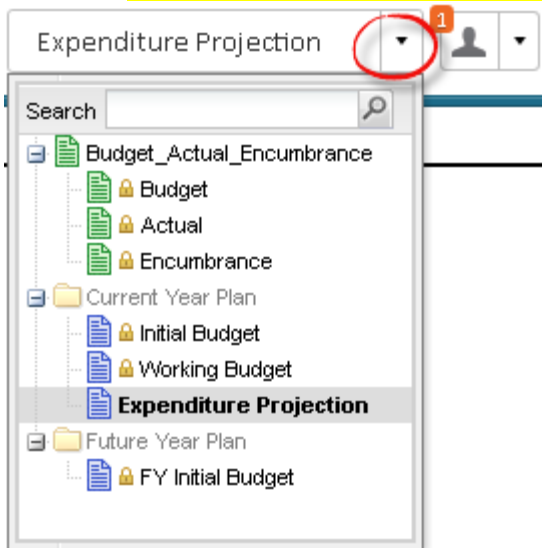 Expenditure Projection
1
Search
Budget_Actual_Encumbrance
Budget
Actual
Encumbrance
Current Year Plan
Initial Budget
Working Budget
Expenditure Projection
Future Year Plan
FY Initial Budget